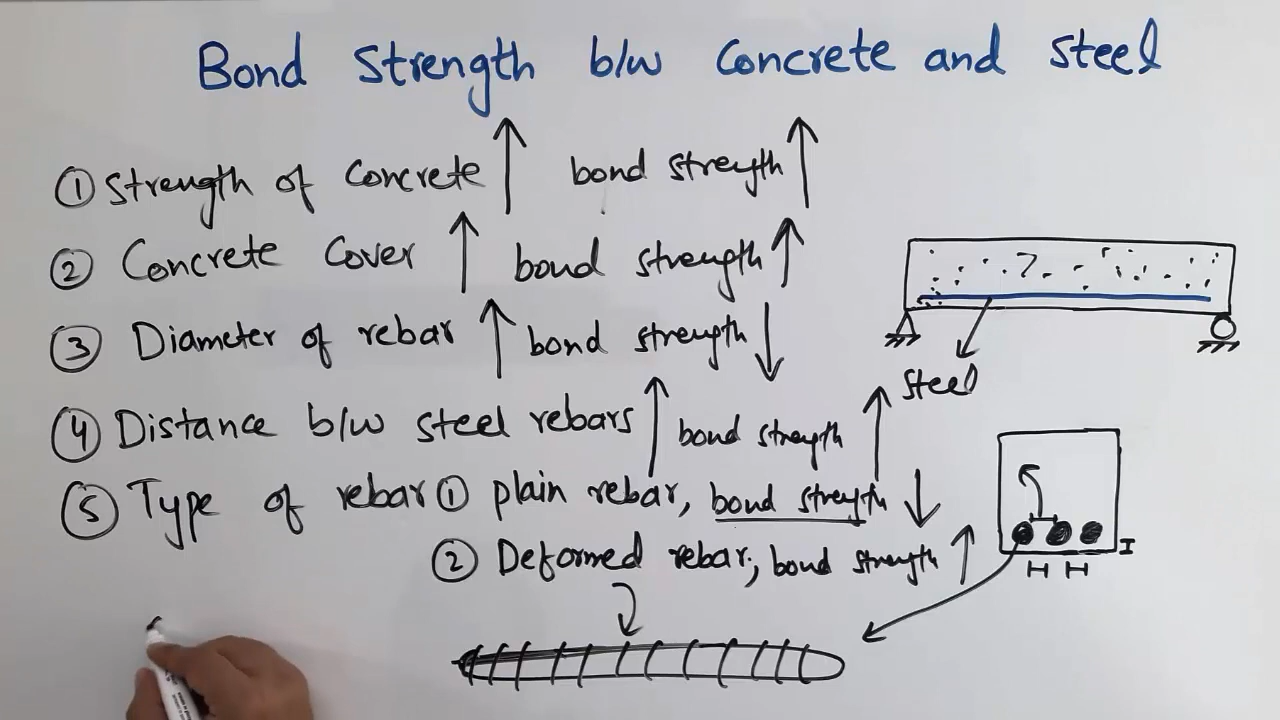 Bond Strength b/w Concrete and Steel
① Strength of Concrete ↑ bond strength ↑
② Concrete Cover ↑ bond strength ↑
③ Diameter of rebar ↑ bond strength ↓
④ Distance b/w steel rebars ↑ bond strength ↑
⑤ Type of rebar ① plain rebar, bond strength ↓
② Deformed rebar, bond strength ↑
Steel